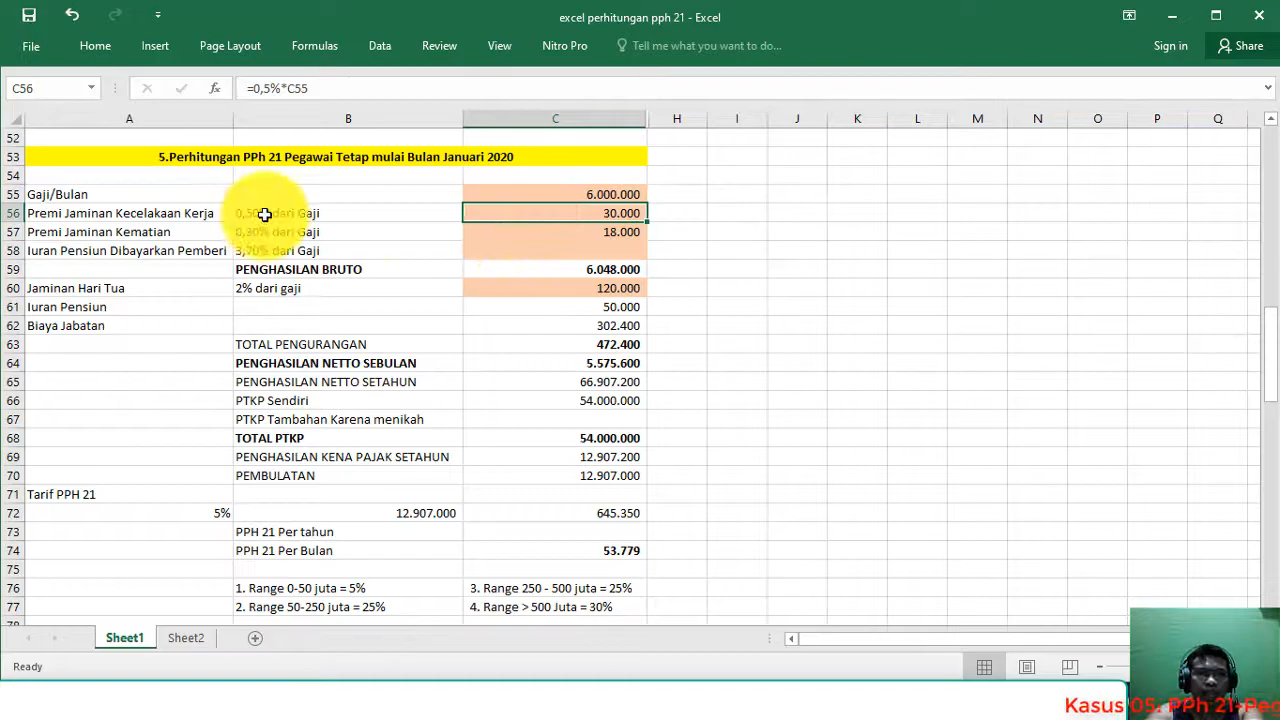 excel perhitungan pph 21 - Excel
File Home Insert Page Layout Formulas Data Review View Nitro Pro Tell me what you want to do... Sign in Share
C56 fx =0,5%*C55
A B C H I J K L M N O P Q
52
53 5.Perhitungan PPh 21 Pegawai Tetap mulai Bulan Januari 2020
54
55 Gaji/Bulan 6.000.000
56 Premi Jaminan Kecelakaan Kerja 0,50% dari Gaji 30.000
57 Premi Jaminan Kematian 0,30% dari Gaji 18.000
58 Iuran Pensiun Dibayarkan Pemberi 3,70% dari Gaji
59 PENGHASILAN BRUTO 6.048.000
60 Jaminan Hari Tua 2% dari gaji 120.000
61 Iuran Pensiun 50.000
62 Biaya Jabatan 302.400
63 TOTAL PENGURANGAN 472.400
64 PENGHASILAN NETTO SEBULAN 5.575.600
65 PENGHASILAN NETTO SETAHUN 66.907.200
66 PTKP Sendiri 54.000.000
67 PTKP Tambahan Karena menikah
68 TOTAL PTKP 54.000.000
69 PENGHASILAN KENA PAJAK SETAHUN 12.907.200
70 PEMBULATAN 12.907.000
71 Tarif PPH 21
72 5% 12.907.000 645.350
73 PPH 21 Per tahun
74 PPH 21 Per Bulan 53.779
75
76 1. Range 0-50 juta = 5% 3. Range 250 - 500 juta = 25%
77 2. Range 50-250 juta = 25% 4. Range > 500 Juta = 30%
Sheet1 Sheet2
Ready
Kasus 05: PPh 21-Pe